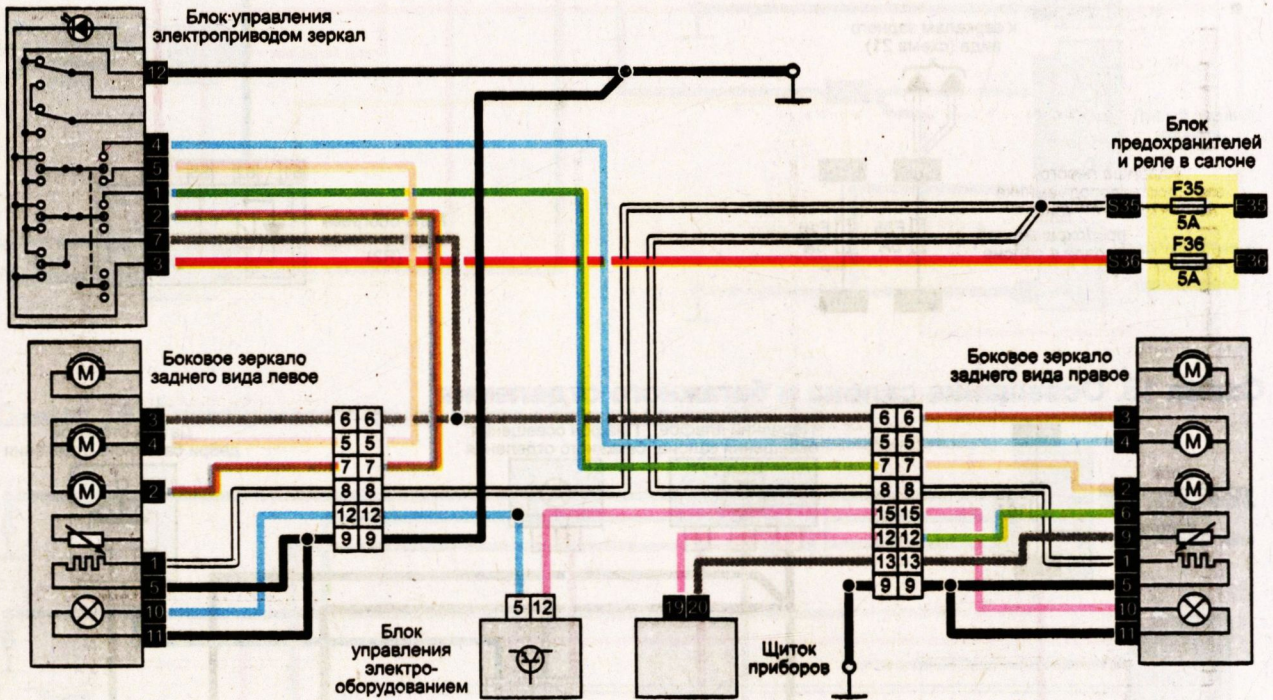 Блок управления
электроприводом зеркал
12
4
5
1
2
7
3
Блок
предохранителей
и реле в салоне
S35 F35 F35
5A
S36 F36 F36
5A
Боковое зеркало
заднего вида левое
Боковое зеркало
заднего вида правое
M
M
M
3
4
2
1
5
10
11
6 6
5 5
7 7
8 8
12 12
9 9
6 6
5 5
7 7
8 8
15 15
12 12
13 13
9 9
M
M
M
3
4
2
6
9
1
5
10
11
Блок
управления
электро-
оборудованием
5 12
19 20
Щиток
приборов